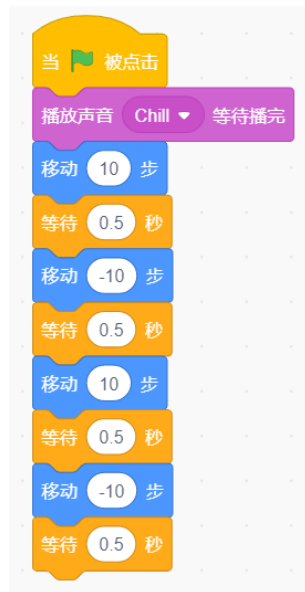 当 被点击
播放声音 Chill 等待播完
移动 10 步
等待 0.5 秒
移动 -10 步
等待 0.5 秒
移动 10 步
等待 0.5 秒
移动 -10 步
等待 0.5 秒